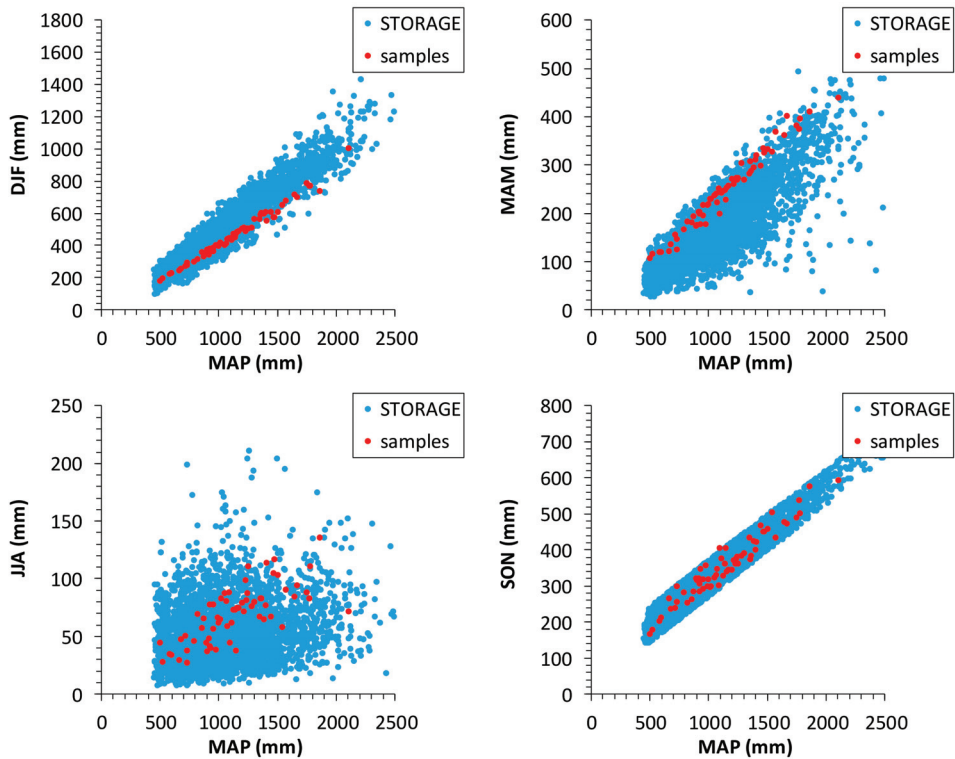 1800
1600
1400
1200
1000
800
600
400
200
0
DJF (mm)
0 500 1000 1500 2000 2500
MAP (mm)
STORAGE
samples
600
500
400
300
200
100
0
MAM (mm)
0 500 1000 1500 2000 2500
MAP (mm)
STORAGE
samples
250
200
150
100
50
0
JJA (mm)
0 500 1000 1500 2000 2500
MAP (mm)
STORAGE
samples
800
700
600
500
400
300
200
100
0
SON (mm)
0 500 1000 1500 2000 2500
MAP (mm)
STORAGE
samples